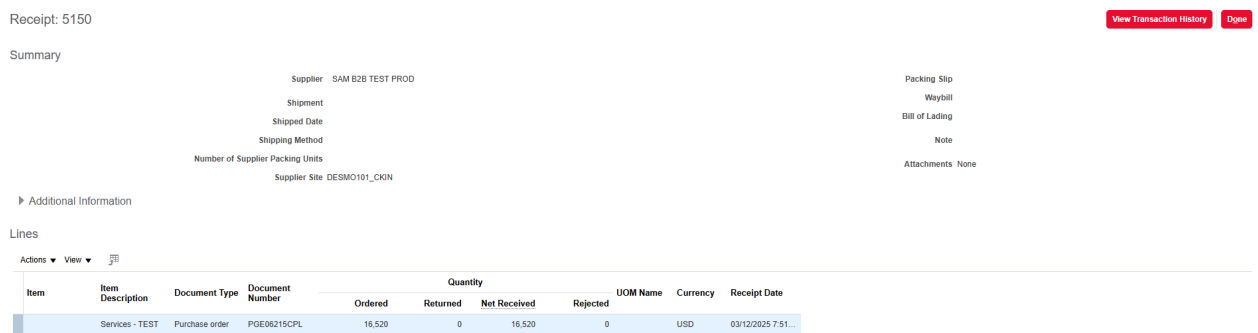 Receipt: 5150
View Transaction History Done
Summary
Supplier SAM B2B TEST PROD
Packing Slip
Shipment
Waybill
Shipped Date
Bill of Lading
Shipping Method
Note
Number of Supplier Packing Units
Attachments None
Supplier Site DESMO101_CKIN
Additional Information
Lines
Actions View
Item Item Description Document Type Document Number Quantity UOM Name Currency Receipt Date
Ordered Returned Net Received Rejected
Services - TEST Purchase order PGE06215CPL 16,520 0 16,520 0 USD 03/12/2025 7:51...